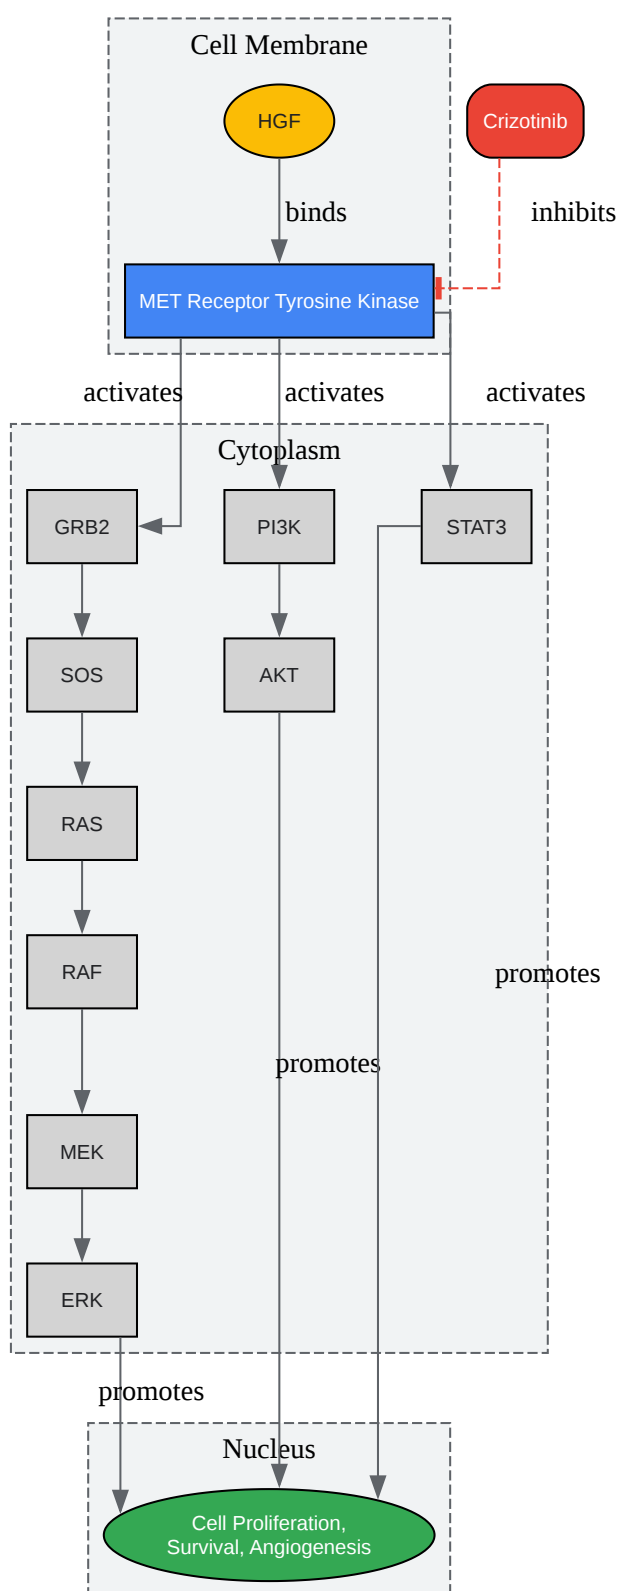 Cell Membrane
HGF
Crizotinib
binds
inhibits
MET Receptor Tyrosine Kinase
activates
activates
activates
Cytoplasm
GRB2
PI3K
STAT3
SOS
AKT
RAS
RAF
promotes
promotes
MEK
ERK
promotes
Nucleus
Cell Proliferation,
Survival, Angiogenesis